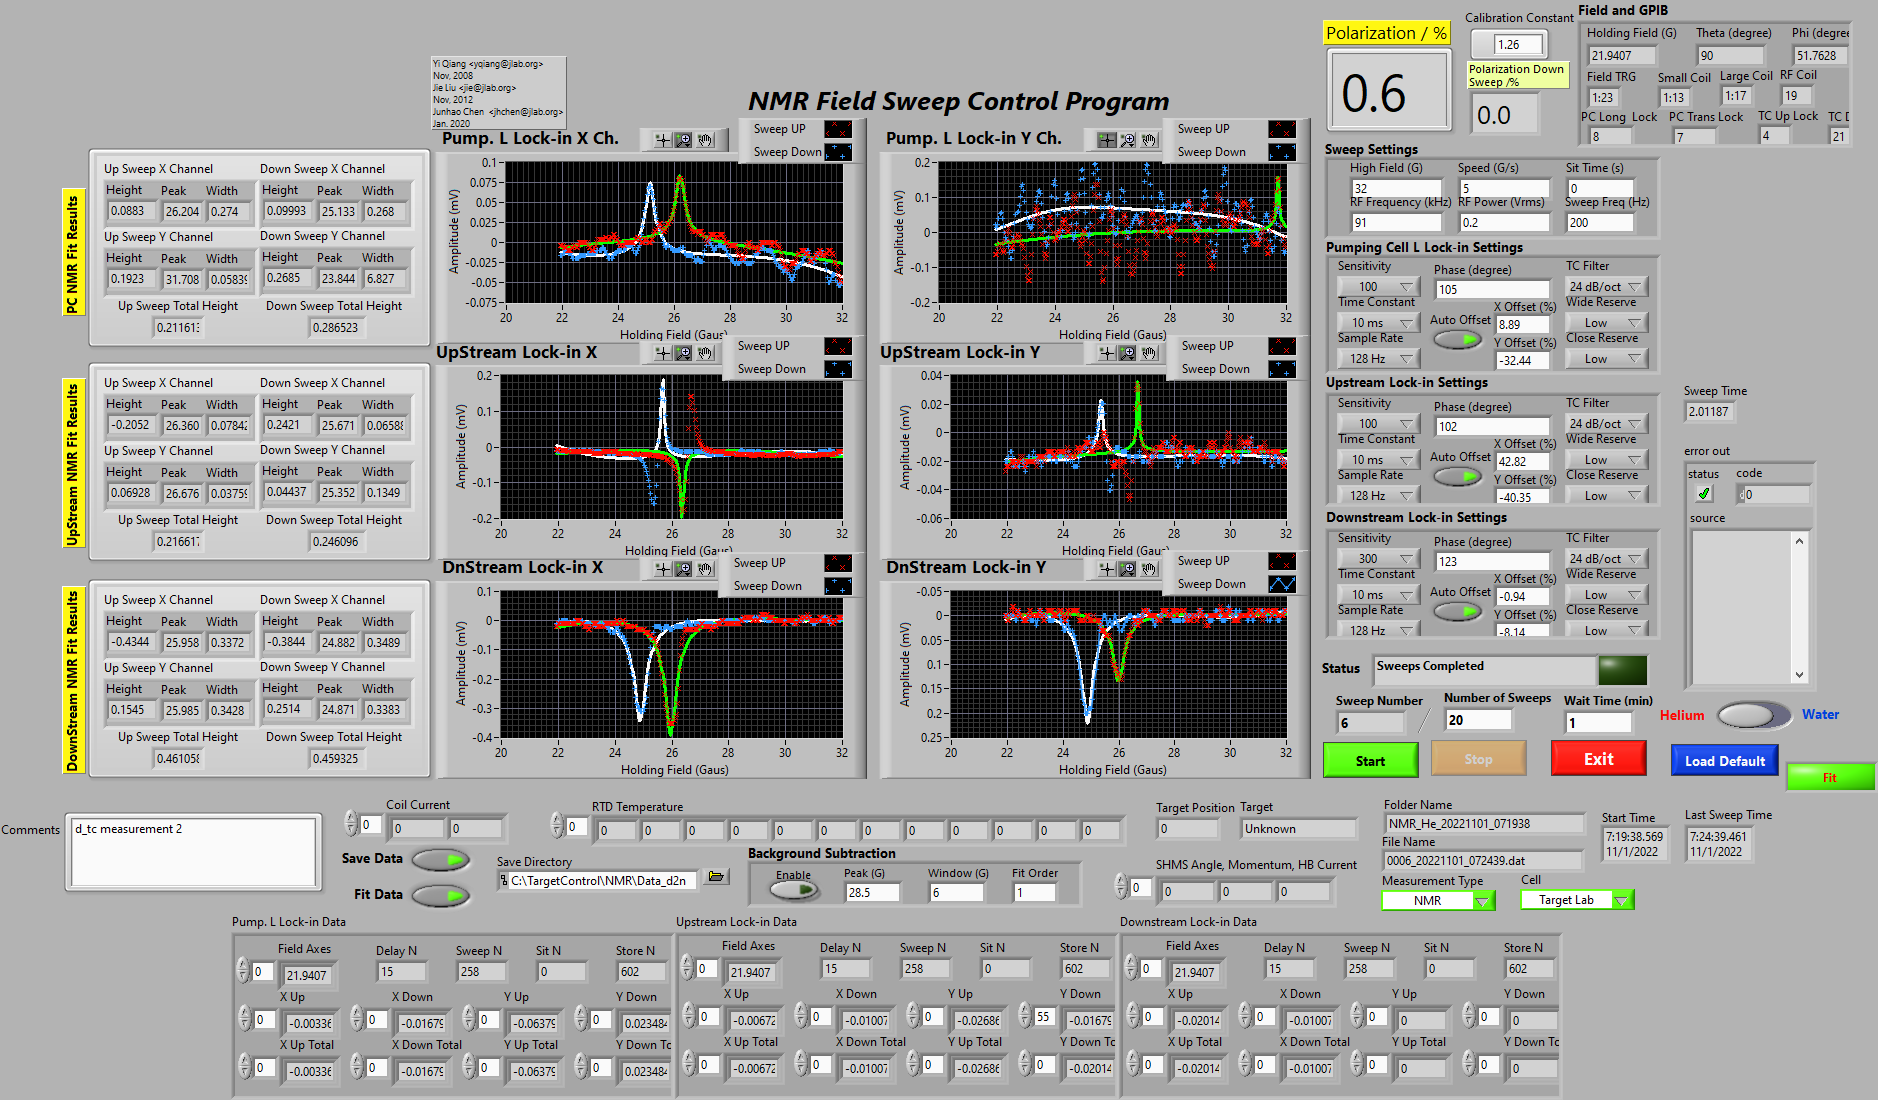 Yi Qiang <yqiang@jlab.org>
Nov, 2008
Jie Liu <jie@jlab.org>
Nov, 2012
Junhao Chen <jhchen@jlab.org>
Jan. 2020
NMR Field Sweep Control Program
Polarization / %
0.6
Calibration Constant
1.26
Polarization Down
Sweep /%
0.0
Field and GPIB
Holding Field (G) Theta (degree) Phi (degree
21.9407 90 51.7628
Field TRG Small Coil Large Coil RF Coil
1:23 1:13 1:17 19
PC Long Lock PC Trans Lock TC Up Lock TC D
8 7 4 21
PC NMR Fit Results
Up Sweep X Channel Down Sweep X Channel
Height Peak Width Height Peak Width
0.0883 26.204 0.274 0.09993 25.133 0.268
Up Sweep Y Channel Down Sweep Y Channel
Height Peak Width Height Peak Width
0.1923 31.708 0.05839 0.2685 23.844 6.827
Up Sweep Total Height Down Sweep Total Height
0.211613 0.286523
UpStream NMR Fit Results
Up Sweep X Channel Down Sweep X Channel
Height Peak Width Height Peak Width
-0.2052 26.360 0.07842 0.2421 25.671 0.06588
Up Sweep Y Channel Down Sweep Y Channel
Height Peak Width Height Peak Width
0.06928 26.676 0.03759 0.04437 25.352 0.1349
Up Sweep Total Height Down Sweep Total Height
0.216617 0.246096
DownStream NMR Fit Results
Up Sweep X Channel Down Sweep X Channel
Height Peak Width Height Peak Width
-0.4344 25.958 0.3372 -0.3844 24.882 0.3489
Up Sweep Y Channel Down Sweep Y Channel
Height Peak Width Height Peak Width
0.1545 25.985 0.3428 0.2514 24.871 0.3383
Up Sweep Total Height Down Sweep Total Height
0.461058 0.459325
Pump. L Lock-in X Ch.
Sweep UP
Sweep Down
Amplitude (mV)
0.1
0.075
0.05
0.025
0
-0.025
-0.05
-0.075
20 22 24 26 28 30 32
Holding Field (Gaus)
Pump. L Lock-in Y Ch.
Sweep UP
Sweep Down
Amplitude (mV)
0.2
0.1
0
-0.1
-0.2
20 22 24 26 28 30 32
Holding Field (Gaus)
UpStream Lock-in X
Sweep UP
Sweep Down
Amplitude (mV)
0.2
0.1
0
-0.1
-0.2
20 22 24 26 28 30 32
Holding Field (Gaus)
UpStream Lock-in Y
Sweep UP
Sweep Down
Amplitude (mV)
0.04
0.02
0
-0.02
-0.04
-0.06
20 22 24 26 28 30 32
Holding Field (Gaus)
DnStream Lock-in X
Sweep UP
Sweep Down
Amplitude (mV)
0.1
0
-0.1
-0.2
-0.3
-0.4
20 22 24 26 28 30 32
Holding Field (Gaus)
DnStream Lock-in Y
Sweep UP
Sweep Down
Amplitude (mV)
-0.05
0
0.05
0.1
0.15
0.2
0.25
20 22 24 26 28 30 32
Holding Field (Gaus)
Sweep Settings
High Field (G) Speed (G/s) Sit Time (s)
32 5 0
RF Frequency (kHz) RF Power (Vrms) Sweep Freq (Hz)
91 0.2 200
Pumping Cell L Lock-in Settings
Sensitivity Phase (degree) TC Filter
100 105 24 dB/oct
Time Constant X Offset (%) Wide Reserve
10 ms Auto Offset 8.89 Low
Sample Rate Y Offset (%) Close Reserve
128 Hz -32.44 Low
Upstream Lock-in Settings
Sensitivity Phase (degree) TC Filter
100 102 24 dB/oct
Time Constant X Offset (%) Wide Reserve
10 ms Auto Offset 42.82 Low
Sample Rate Y Offset (%) Close Reserve
128 Hz -40.35 Low
Downstream Lock-in Settings
Sensitivity Phase (degree) TC Filter
300 123 24 dB/oct
Time Constant X Offset (%) Wide Reserve
10 ms Auto Offset -0.94 Low
Sample Rate Y Offset (%) Close Reserve
128 Hz -8.14 Low
Sweep Time
2.01187
error out
status code
0
source
Status Sweeps Completed
Sweep Number Number of Sweeps Wait Time (min)
6 / 20 1
Helium Water
Start Stop Exit Load Default Fit
Comments
d_tc measurement 2
Coil Current
0 0 0
Save Data
Fit Data
RTD Temperature
0 0 0 0 0 0 0 0 0 0 0 0 0
Save Directory
C:\TargetControl\NMR\Data_d2n
Background Subtraction
Enable Peak (G) Window (G) Fit Order
28.5 6 1
Target Position Target
0 Unknown
SHMS Angle, Momentum, HB Current
0 0 0 0
Folder Name
NMR_He_20221101_071938
File Name
0006_20221101_072439.dat
Measurement Type Cell
NMR Target Lab
Start Time Last Sweep Time
7:19:38.569 7:24:39.461
11/1/2022 11/1/2022
Pump. L Lock-in Data
Field Axes Delay N Sweep N Sit N Store N
0 21.9407 15 258 0 602
X Up X Down Y Up Y Down
0 -0.00336 0 -0.01679 0 -0.06379 0 0.023484
X Up Total X Down Total Y Up Total Y Down To
0 -0.00336 0 -0.01679 0 -0.06379 0 0.023484
Upstream Lock-in Data
Field Axes Delay N Sweep N Sit N Store N
0 21.9407 15 258 0 602
X Up X Down Y Up Y Down
0 -0.00672 0 -0.01007 0 -0.02686 55 -0.01679
X Up Total X Down Total Y Up Total Y Down To
0 -0.00672 0 -0.01007 0 -0.02686 0 -0.02014
Downstream Lock-in Data
Field Axes Delay N Sweep N Sit N Store N
0 21.9407 15 258 0 602
X Up X Down Y Up Y Down
0 -0.02014 0 -0.01007 0 0 0 0
X Up Total X Down Total Y Up Total Y Down To
0 -0.02014 0 -0.01007 0 0 0 0